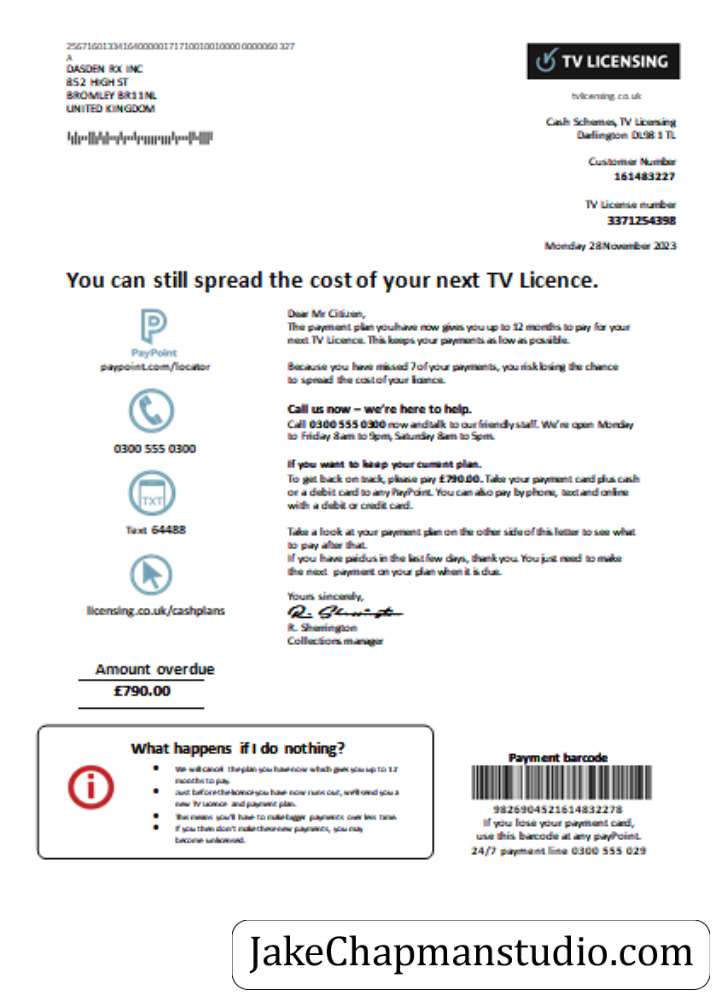 25671601334164000001717100100100000 0000060 327
A
DASDEN RX INC
852 HIGH ST
BROMLEY BR11NL
UNITED KINGDOM
TV LICENSING
tvlicensing.co.uk
Cash Schemes, TV Licensing
Darlington DL98 1 TL
Customer Number
161483227
TV License number
3371254398
Monday 28 November 2023
You can still spread the cost of your next TV Licence.
PayPoint
paypoint.com/locator
0300 555 0300
TXT
Text 64488
licensing.co.uk/cashplans
Dear Mr Citizen,
The payment plan you have now gives you up to 12 months to pay for your
next TV Licence. This keeps your payments as low as possible.
Because you have missed 7 of your payments, you risk losing the chance
to spread the cost of your licence.
Call us now – we're here to help.
Call 0300 555 0300 now and talk to our friendly staff. We're open Monday
to Friday 8am to 9pm, Saturday 8am to 5pm.
If you want to keep your current plan.
To get back on track, please pay £790.00. Take your payment card plus cash
or a debit card to any PayPoint. You can also pay by phone, text and online
with a debit or credit card.
Take a look at your payment plan on the other side of this letter to see what
to pay after that.
If you have paid us in the last few days, thank you. You just need to make
the next payment on your plan when it is due.
Yours sincerely,
R. Sherrington
R. Sherrington
Collections manager
Amount overdue
£790.00
What happens if I do nothing?
• We will cancel the plan you have now which gives you up to 12
months to pay.
• Just before the licence you have now runs out, we'll send you a
new TV Licence and payment plan.
• This means you'll have to make bigger payments over less time.
• If you then don't make these new payments, you may
become unlicensed.
Payment barcode
9826904521614832278
If you lose your payment card,
use this barcode at any payPoint.
24/7 payment line 0300 555 029
JakeChapmanstudio.com